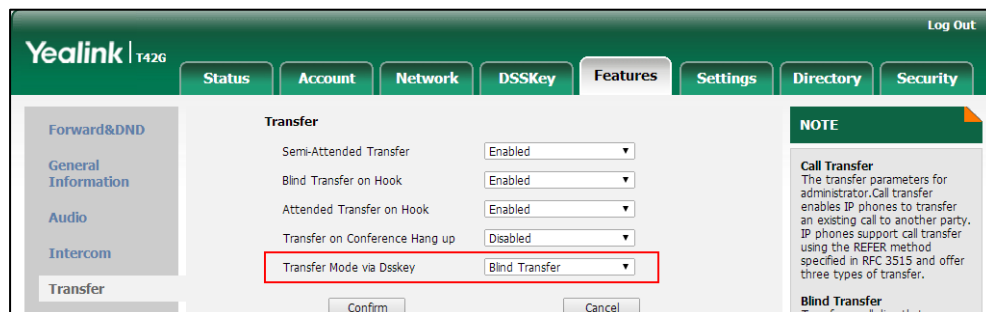 Log Out
Yealink T42G
Status Account Network DSSKey Features Settings Directory Security
Forward&DND
General
Information
Audio
Intercom
Transfer
Transfer
Semi-Attended Transfer Enabled
Blind Transfer on Hook Enabled
Attended Transfer on Hook Enabled
Transfer on Conference Hang up Disabled
Transfer Mode via Dsskey Blind Transfer
Confirm Cancel
NOTE
Call Transfer
The transfer parameters for
administrator.Call transfer
enables IP phones to transfer
an existing call to another party.
IP phones support call transfer
using the REFER method
specified in RFC 3515 and offer
three types of transfer.
Blind Transfer